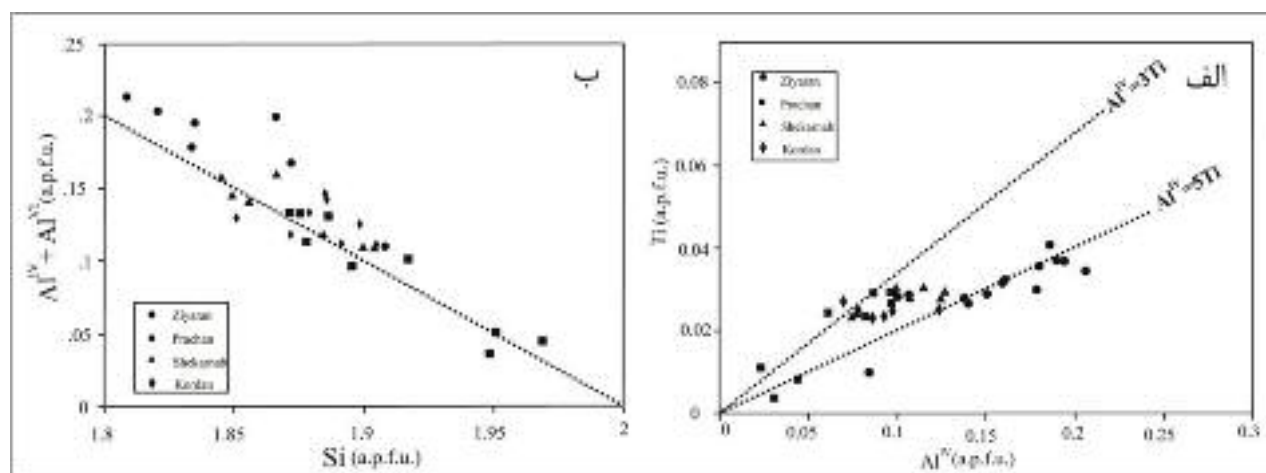 ب
.25
.2
.15
.1
.05
0
1.8
1.85
1.9
1.95
2
Si (a.p.f.u.)
Al^IV + Al^VI (a.p.f.u.)
Ziyaran
Prachan
Shekarnab
Kordan
الف
0.08
0.06
0.04
0.02
0
0
0.05
0.1
0.15
0.20
0.25
0.3
Al^IV (a.p.f.u.)
Ti (a.p.f.u.)
Al^IV=3Ti
Al^IV=5Ti
Ziyaran
Prachan
Shekarnab
Kordan